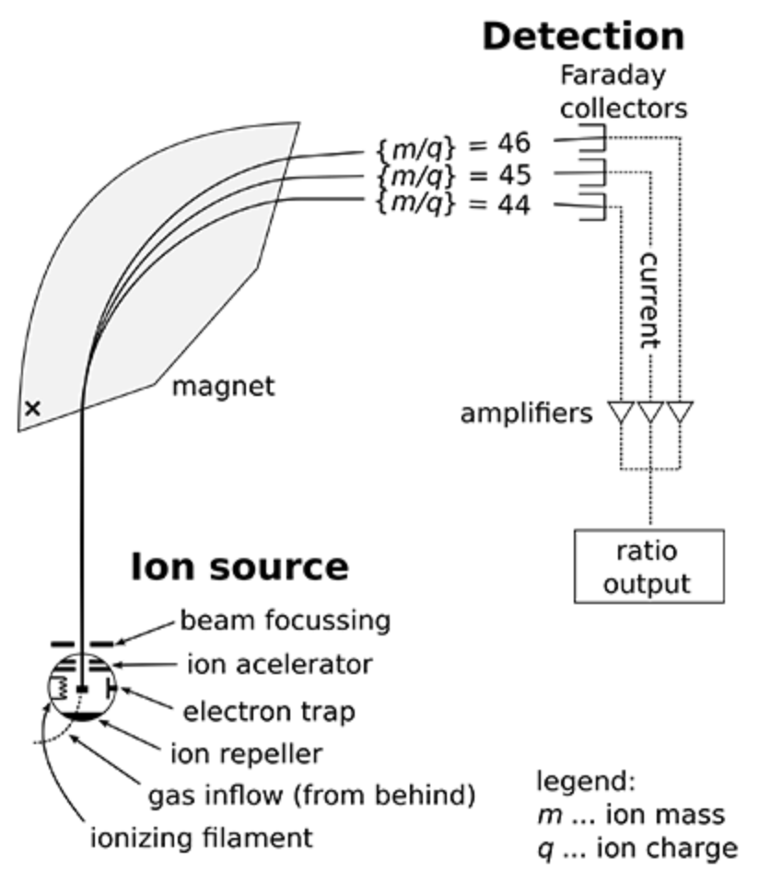 Detection
Faraday
collectors
{m/q} = 46
{m/q} = 45
{m/q} = 44
current
magnet
amplifiers
ratio
output
Ion source
beam focussing
ion acelerator
electron trap
ion repeller
gas inflow (from behind)
ionizing filament
legend:
m ... ion mass
q ... ion charge